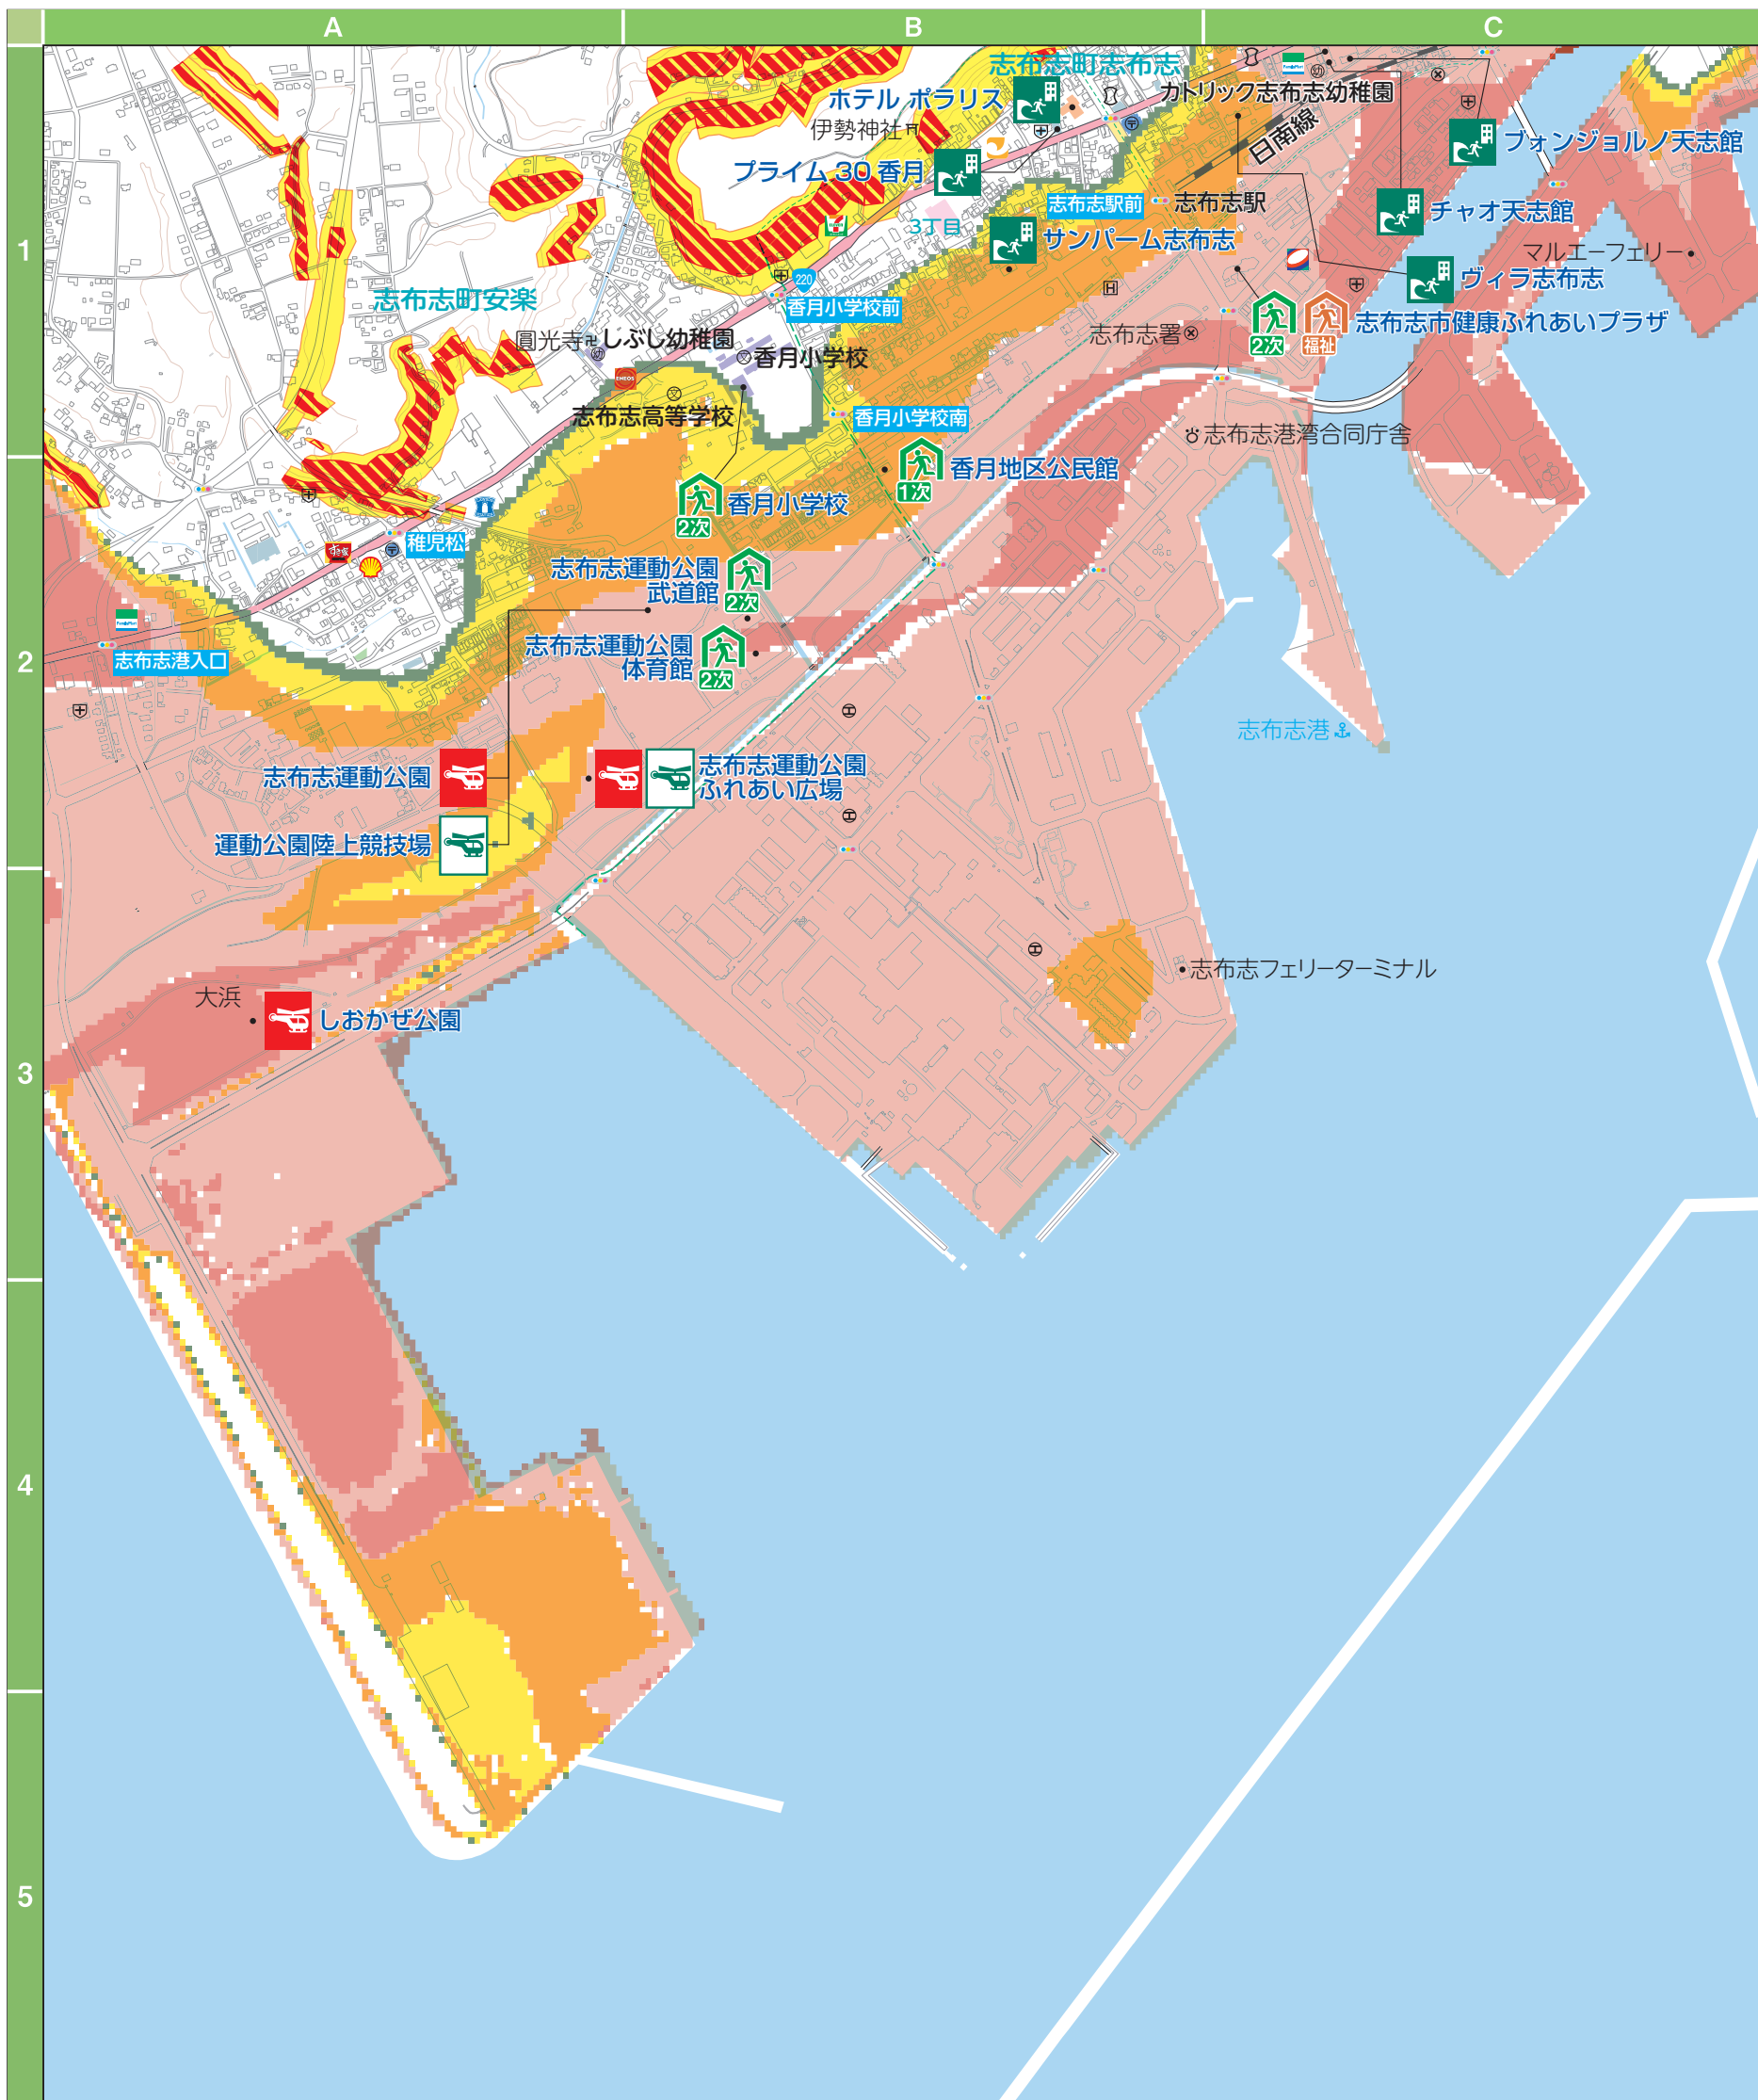 A
B
C
1
2
3
4
5
志布志町志布志
ホテル ポラリス
伊勢神社
プライム 30 香月
カトリック志布志幼稚園
日南線
ブォンジョルノ天志館
チャオ天志館
志布志駅前
志布志駅
3丁目
サンパーム志布志
マルエーフェリー
ヴィラ志布志
志布志町安楽
220
香月小学校前
志布志署
2次
福祉
志布志市健康ふれあいプラザ
圓光寺
しぶし幼稚園
香月小学校
ENEOS
志布志高等学校
香月小学校南
志布志港湾合同庁舎
1次
香月地区公民館
2次
香月小学校
稚児松
すき家
志布志運動公園
武道館
2次
FamilyMart
志布志港入口
志布志運動公園
体育館
2次
志布志港
志布志運動公園
志布志運動公園
ふれあい広場
運動公園陸上競技場
志布志フェリーターミナル
大浜
しおかぜ公園